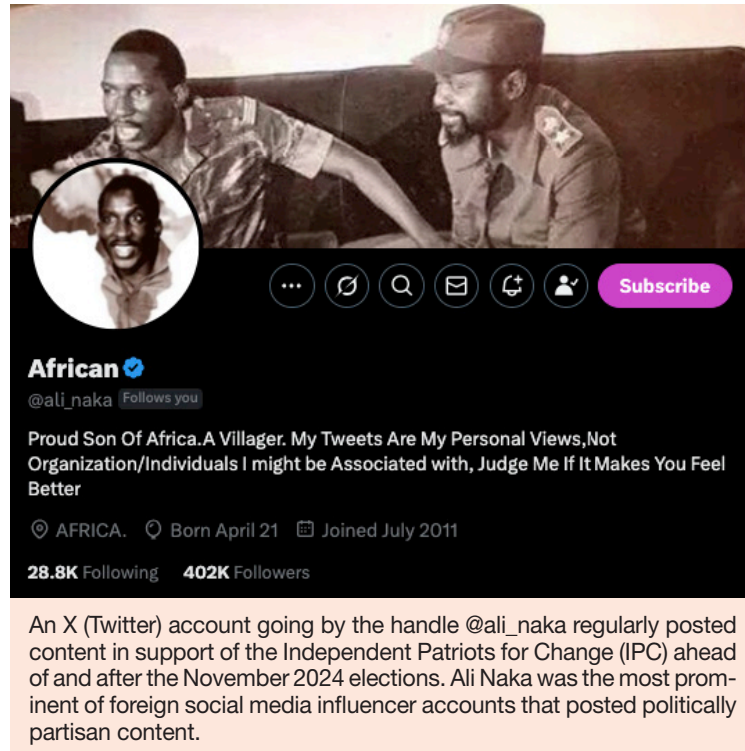 Subscribe
African
@ali_naka Follows you
Proud Son Of Africa.A Villager. My Tweets Are My Personal Views,Not
Organization/Individuals I might be Associated with, Judge Me If It Makes You Feel
Better
AFRICA. Born April 21 Joined July 2011
28.8K Following 402K Followers
An X (Twitter) account going by the handle @ali_naka regularly posted
content in support of the Independent Patriots for Change (IPC) ahead
of and after the November 2024 elections. Ali Naka was the most prom-
inent of foreign social media influencer accounts that posted politically
partisan content.